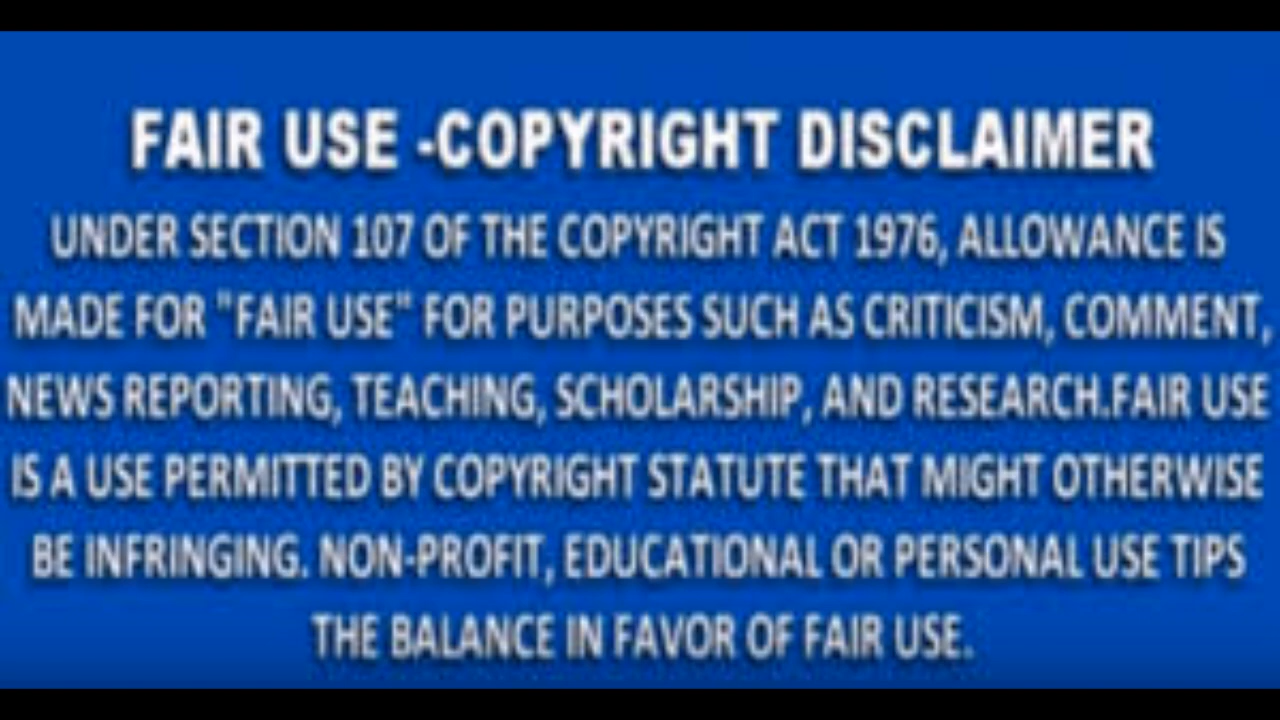 FAIR USE -COPYRIGHT DISCLAIMER
UNDER SECTION 107 OF THE COPYRIGHT ACT 1976, ALLOWANCE IS
MADE FOR "FAIR USE" FOR PURPOSES SUCH AS CRITICISM, COMMENT,
NEWS REPORTING, TEACHING, SCHOLARSHIP, AND RESEARCH.FAIR USE
IS A USE PERMITTED BY COPYRIGHT STATUTE THAT MIGHT OTHERWISE
BE INFRINGING. NON-PROFIT, EDUCATIONAL OR PERSONAL USE TIPS
THE BALANCE IN FAVOR OF FAIR USE.